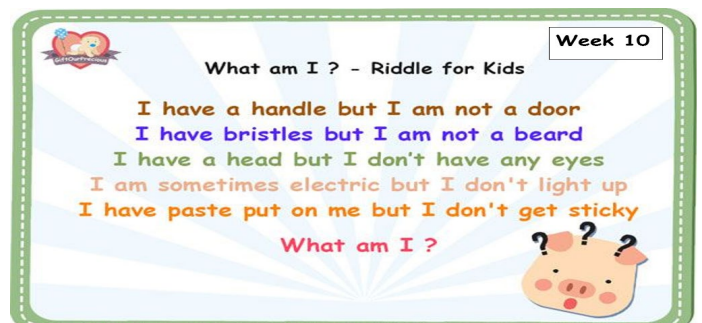 GiftOurPrecious
Week 10
What am I ? - Riddle for Kids
I have a handle but I am not a door
I have bristles but I am not a beard
I have a head but I don't have any eyes
I am sometimes electric but I don't light up
I have paste put on me but I don't get sticky
What am I ?
? ? ?